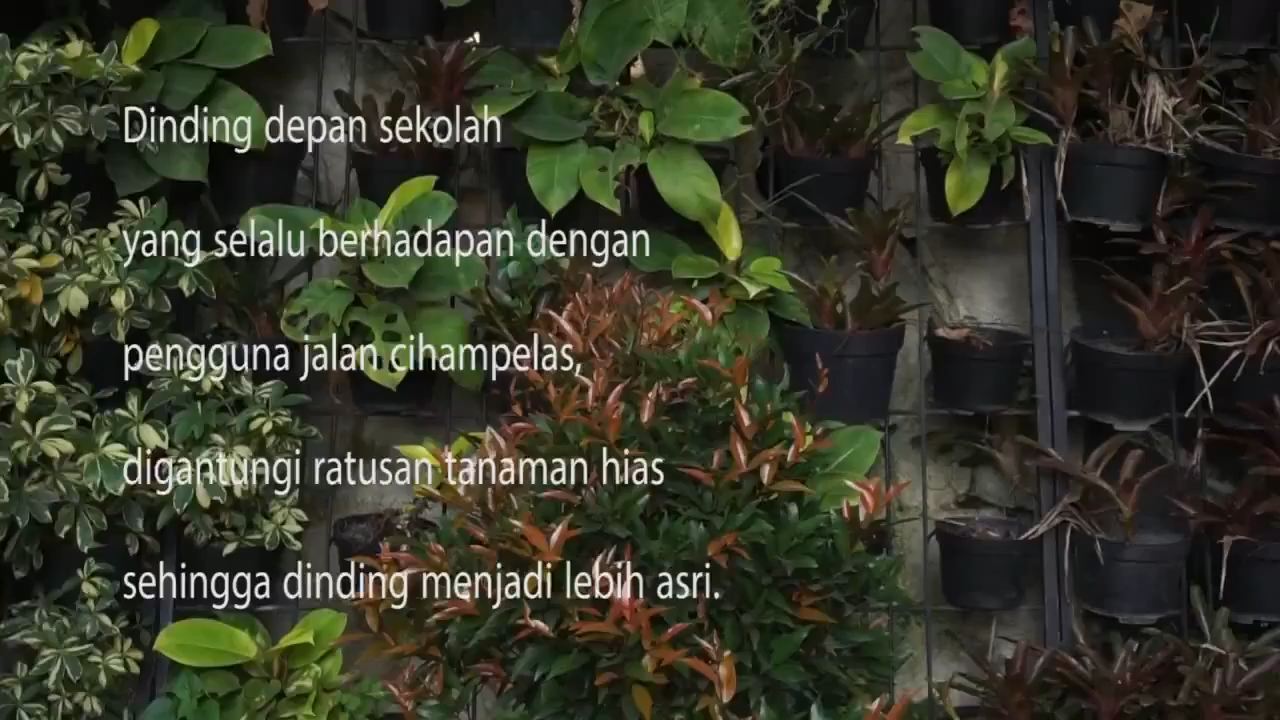 Dinding depan sekolah
yang selalu berhadapan dengan
pengguna jalan cihampelas,
digantungi ratusan tanaman hias
sehingga dinding menjadi lebih asri.